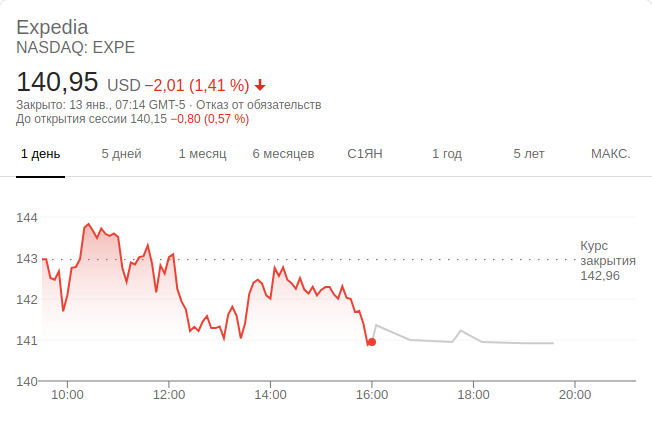 Expedia
NASDAQ: EXPE
140,95 USD −2,01 (1,41 %)
Закрыто: 13 янв., 07:14 GMT-5 · Отказ от обязательств
До открытия сессии 140,15 −0,80 (0,57 %)
1 день 5 дней 1 месяц 6 месяцев С1ЯН 1 год 5 лет МАКС.
144
143
142
141
140
Курс
закрытия
142,96
10:00 12:00 14:00 16:00 18:00 20:00